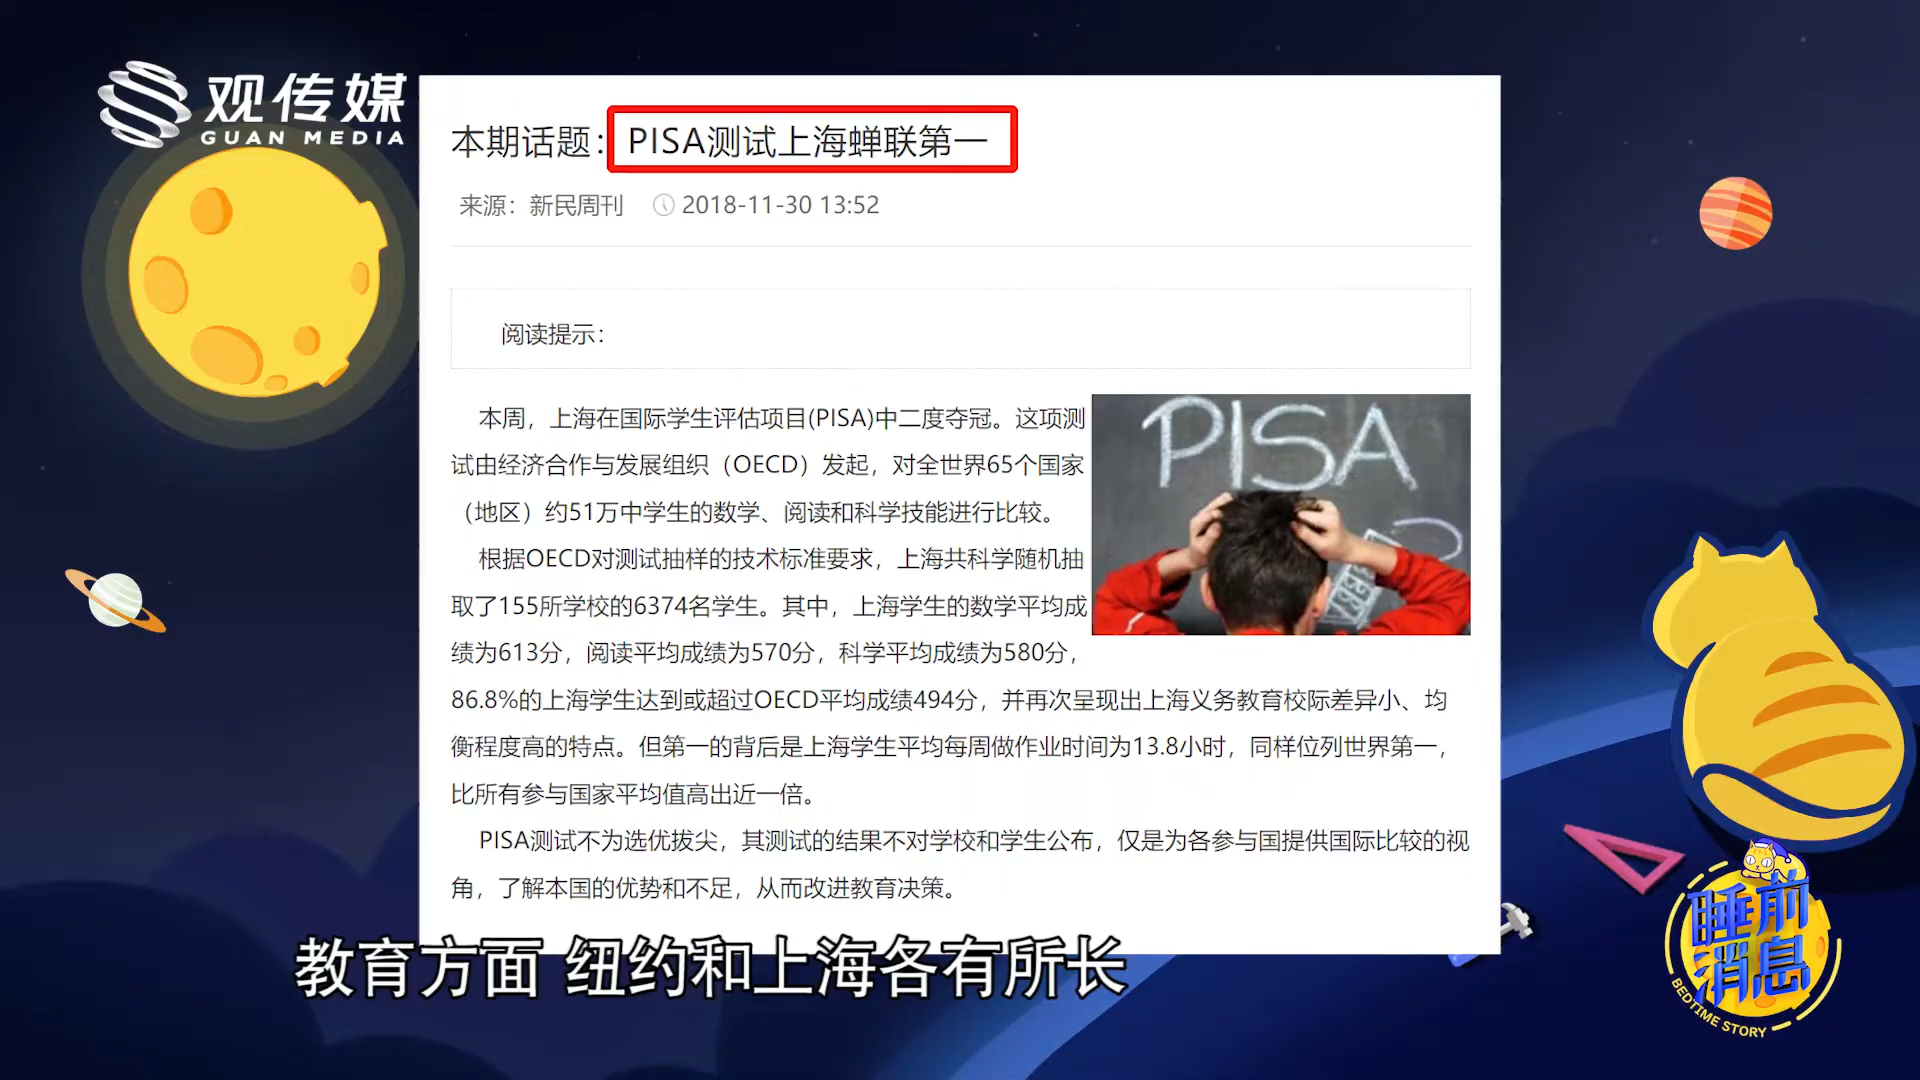 观传媒
GUAN MEDIA
本期话题：PISA测试上海蝉联第一
来源：新民周刊 2018-11-30 13:52
阅读提示：
本周，上海在国际学生评估项目(PISA)中二度夺冠。这项测
试由经济合作与发展组织（OECD）发起，对全世界65个国家
（地区）约51万中学生的数学、阅读和科学技能进行比较。
根据OECD对测试抽样的技术标准要求，上海共科学随机抽
取了155所学校的6374名学生。其中，上海学生的数学平均成
绩为613分，阅读平均成绩为570分，科学平均成绩为580分，
86.8%的上海学生达到或超过OECD平均成绩494分，并再次呈现出上海义务教育校际差异小、均
衡程度高的特点。但第一的背后是上海学生平均每周做作业时间为13.8小时，同样位列世界第一，
比所有参与国家平均值高出近一倍。
PISA测试不为选优拔尖，其测试的结果不对学校和学生公布，仅是为各参与国提供国际比较的视
角，了解本国的优势和不足，从而改进教育决策。
PISA
教育方面 纽约和上海各有所长
睡前
消息
BEDTIME STORY